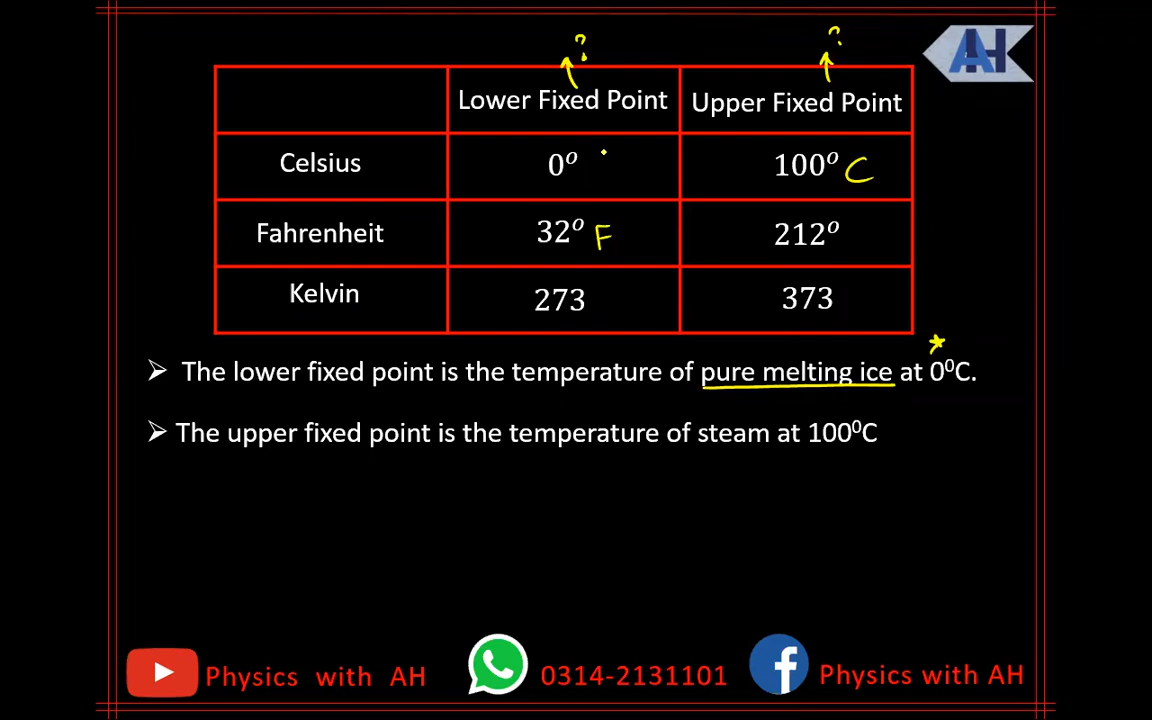 ? ?
AH
Lower Fixed Point Upper Fixed Point
Celsius 0° 100° C
Fahrenheit 32° F 212°
Kelvin 273 373
➢ The lower fixed point is the temperature of pure melting ice at 0⁰C.
➢ The upper fixed point is the temperature of steam at 100⁰C
Physics with AH 0314-2131101 Physics with AH